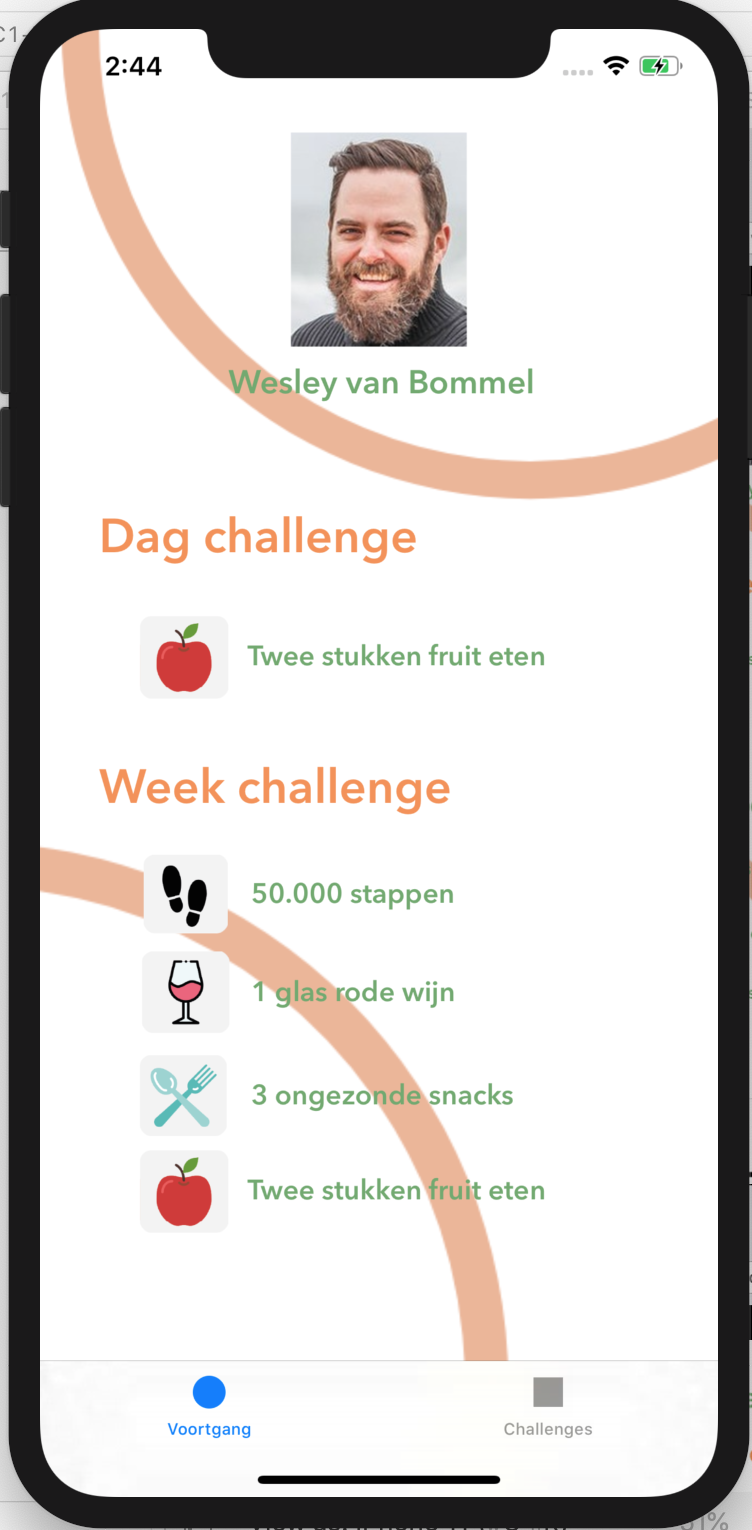 2:44
Wesley van Bommel
Dag challenge
Twee stukken fruit eten
Week challenge
50.000 stappen
1 glas rode wijn
3 ongezonde snacks
Twee stukken fruit eten
Voortgang
Challenges